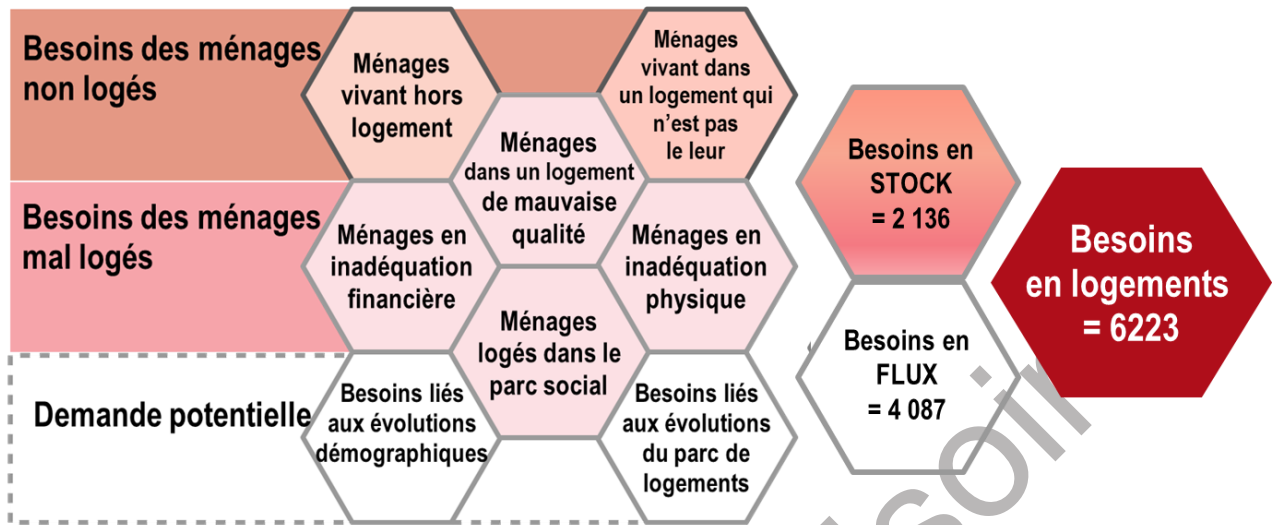 Besoins des ménages
non logés
Ménages
vivant hors
logement
Ménages
vivant dans
un logement qui
n’est pas
le leur
Ménages
dans un logement
de mauvaise
qualité
Besoins des ménages
mal logés
Ménages en
inadéquation
financière
Ménages en
inadéquation
physique
Ménages
logés dans le
parc social
Demande potentielle
Besoins liés
aux évolutions
démographiques
Besoins liés
aux évolutions
du parc de
logements
Besoins en
STOCK
= 2 136
Besoins en
FLUX
= 4 087
Besoins
en logements
= 6223